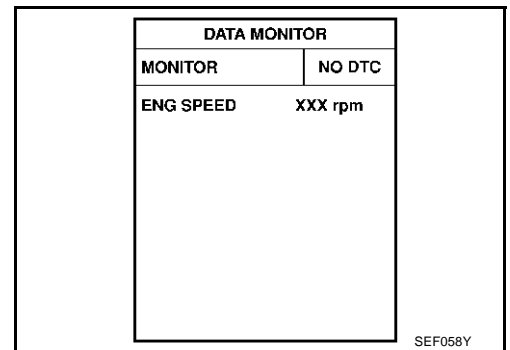 DATA MONITOR
MONITOR NO DTC
ENG SPEED XXX rpm
SEF058Y